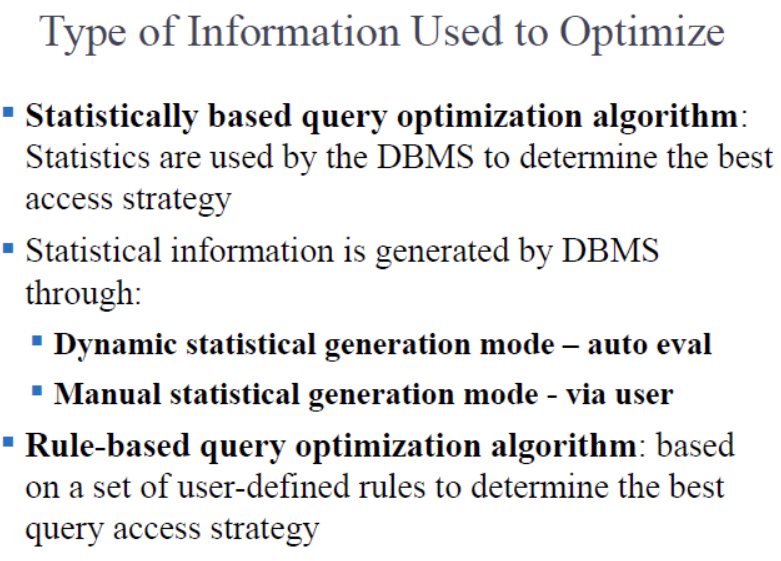 Type of Information Used to Optimize
▪ Statistically based query optimization algorithm:
Statistics are used by the DBMS to determine the best
access strategy
▪ Statistical information is generated by DBMS
through:
▪ Dynamic statistical generation mode – auto eval
▪ Manual statistical generation mode - via user
▪ Rule-based query optimization algorithm: based
on a set of user-defined rules to determine the best
query access strategy